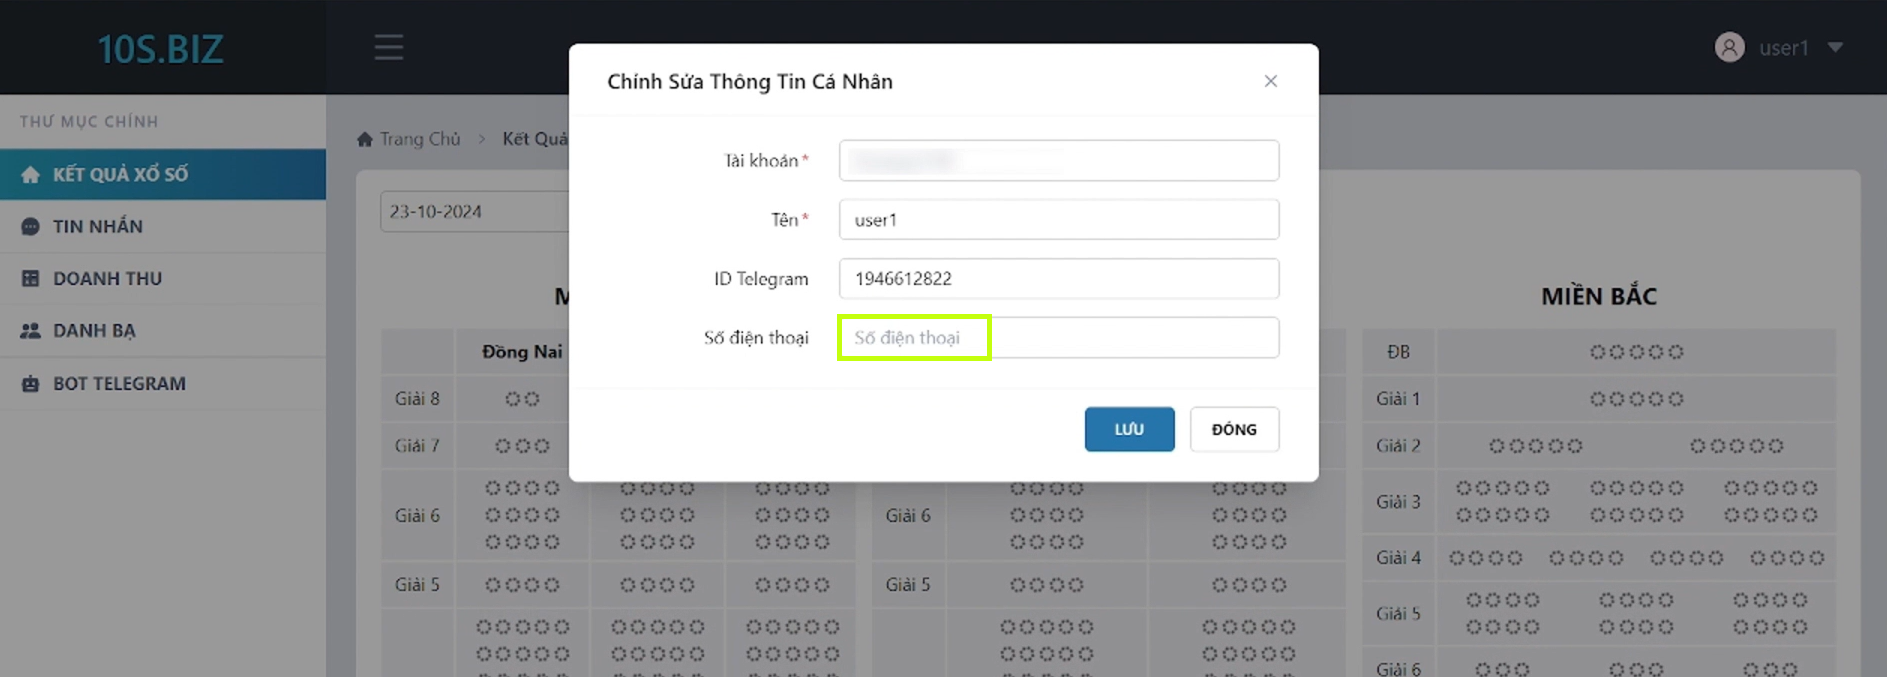 10S.BIZ
user1
THƯ MỤC CHÍNH
KẾT QUẢ XỔ SỐ
TIN NHẮN
DOANH THU
DANH BẠ
BOT TELEGRAM
Trang Chủ > Kết Quả
23-10-2024
Chỉnh Sửa Thông Tin Cá Nhân
Tài khoản*
Tên* user1
ID Telegram 1946612822
Số điện thoại Số điện thoại
LƯU ĐÓNG
M
Đồng Nai
Giải 8
Giải 7
Giải 6
Giải 5
Giải 6
Giải 5
MIỀN BẮC
ĐB
Giải 1
Giải 2
Giải 3
Giải 4
Giải 5
Giải 6